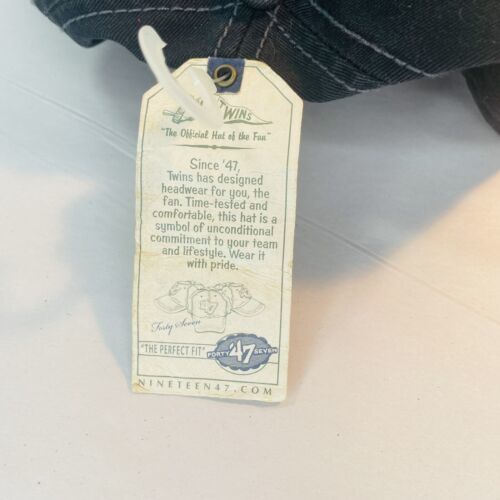 TWINS
"The Official Hat of the Fan"
Since '47,
Twins has designed
headwear for you, the
fan. Time-tested and
comfortable, this hat is a
symbol of unconditional
commitment to your team
and lifestyle. Wear it
with pride.
Forty Seven
"THE PERFECT FIT"
FORTY '47 SEVEN
NINETEEN47.COM